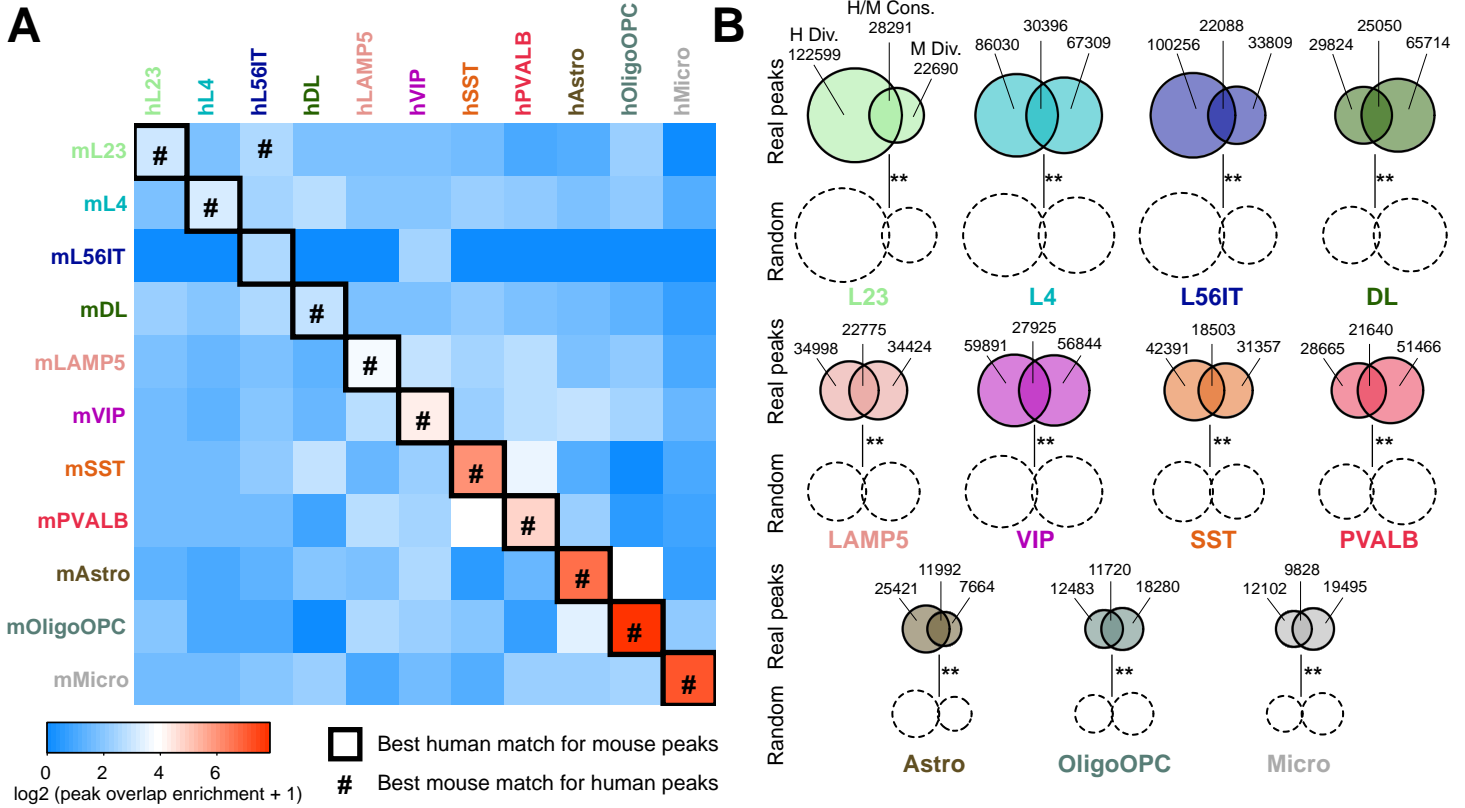 A
hL23
hL4
hL56IT
hDL
hLAMP5
hVIP
hSST
hPVALB
hAstro
hOligoOPC
hMicro
mL23 # #
mL4 #
mL56IT
mDL #
mLAMP5 #
mVIP #
mSST #
mPVALB #
mAstro #
mOligoOPC #
mMicro #
0 2 4 6
log2 (peak overlap enrichment + 1)
Best human match for mouse peaks
# Best mouse match for human peaks
B
H/M Cons.
H Div. 28291 M Div.
122599 22690
30396
86030 67309
22088
100256 33809
25050
29824 65714
Real peaks
** ** ** **
Random
L23 L4 L56IT DL
22775
34998 34424
27925
59891 56844
18503
42391 31357
21640
28665 51466
Real peaks
** ** ** **
Random
LAMP5 VIP SST PVALB
11992
25421 7664
11720
12483 18280
9828
12102 19495
Real peaks
** ** **
Random
Astro OligoOPC Micro